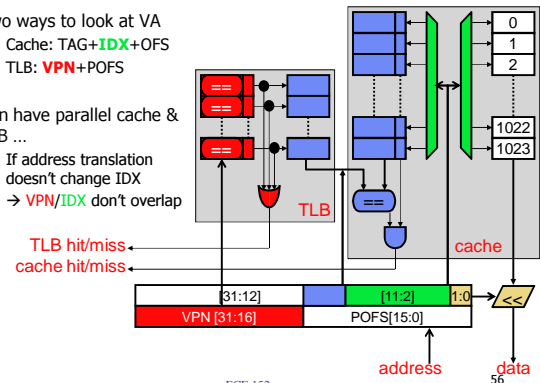 wo ways to look at VA
Cache: TAG+IDX+OFS
TLB: VPN+POFS
n have parallel cache &
B ...
If address translation
doesn't change IDX
→ VPN/IDX don't overlap
==
==
==
TLB
0
1
2
1022
1023
==
cache
TLB hit/miss
cache hit/miss
[31:12] [11:2] 1:0 <<
VPN [31:16] POFS[15:0]
address data
56